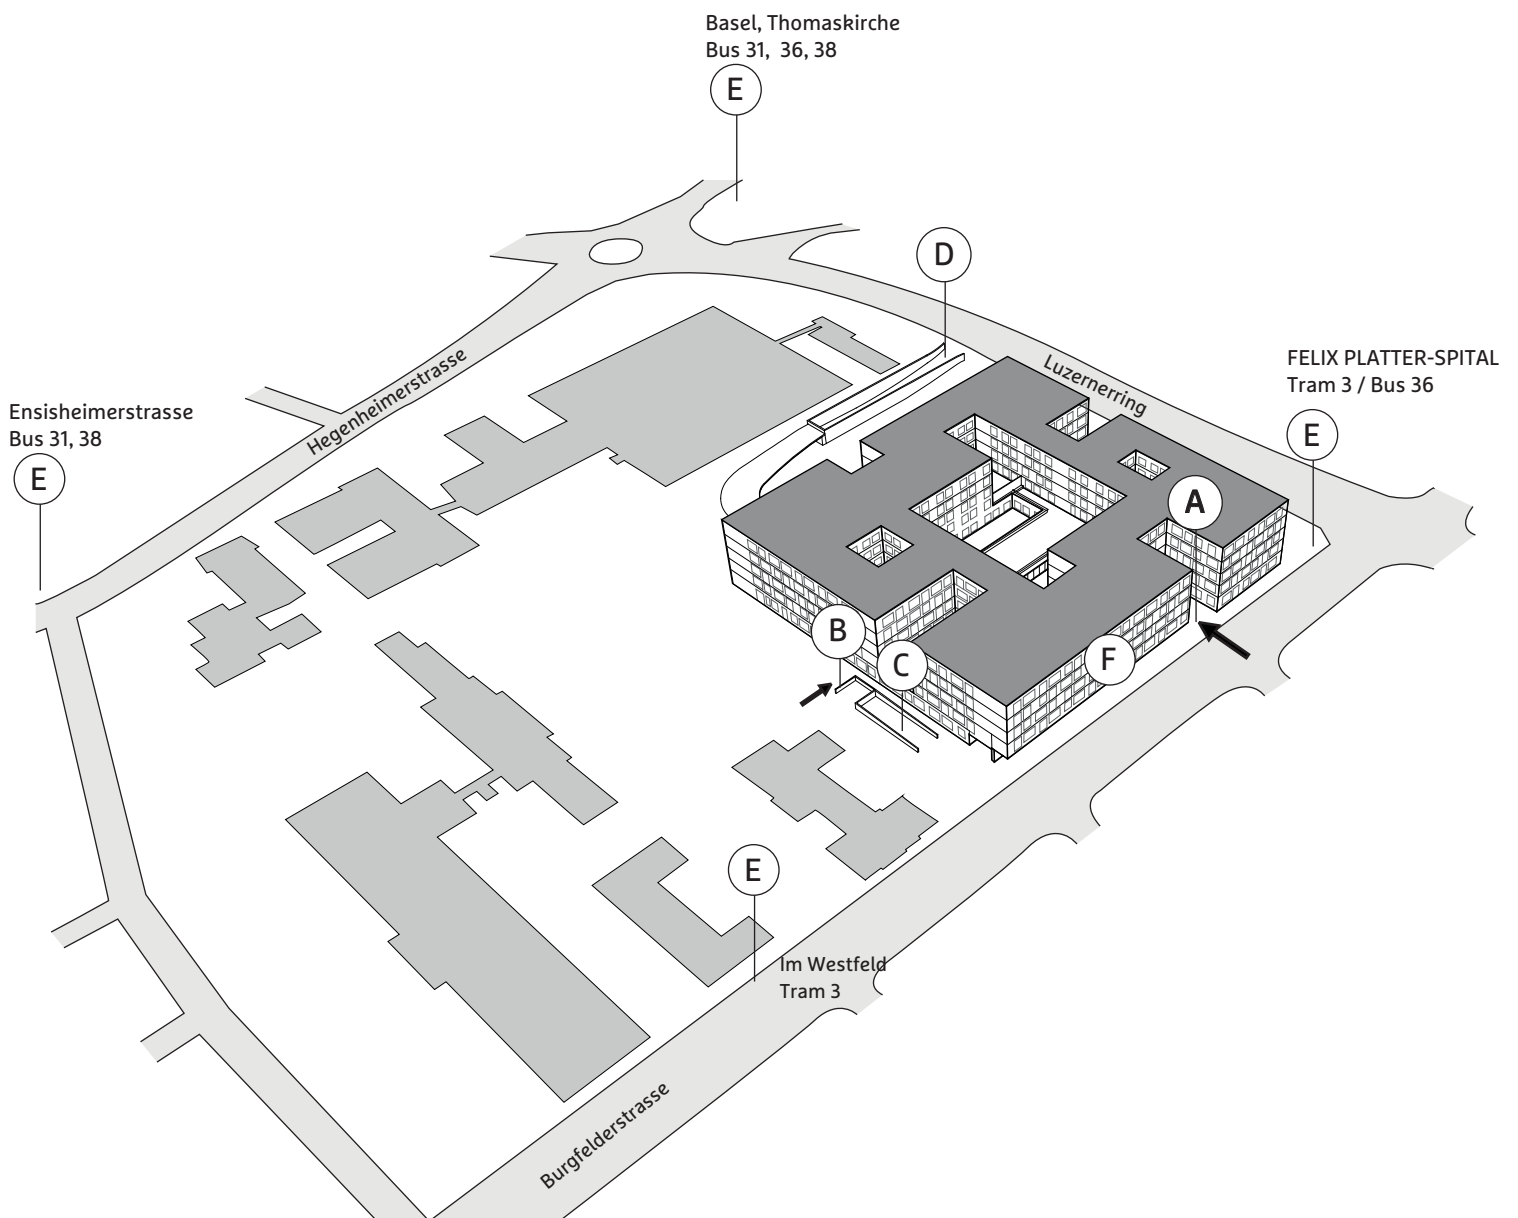 Basel, Thomaskirche
Bus 31, 36, 38
E
D
Luzernerring
FELIX PLATTER-SPITAL
Tram 3 / Bus 36
E
Hegenheimerstrasse
Ensisheimerstrasse
Bus 31, 38
E
A
B
C
F
E
Im Westfeld
Tram 3
Burgfelderstrasse